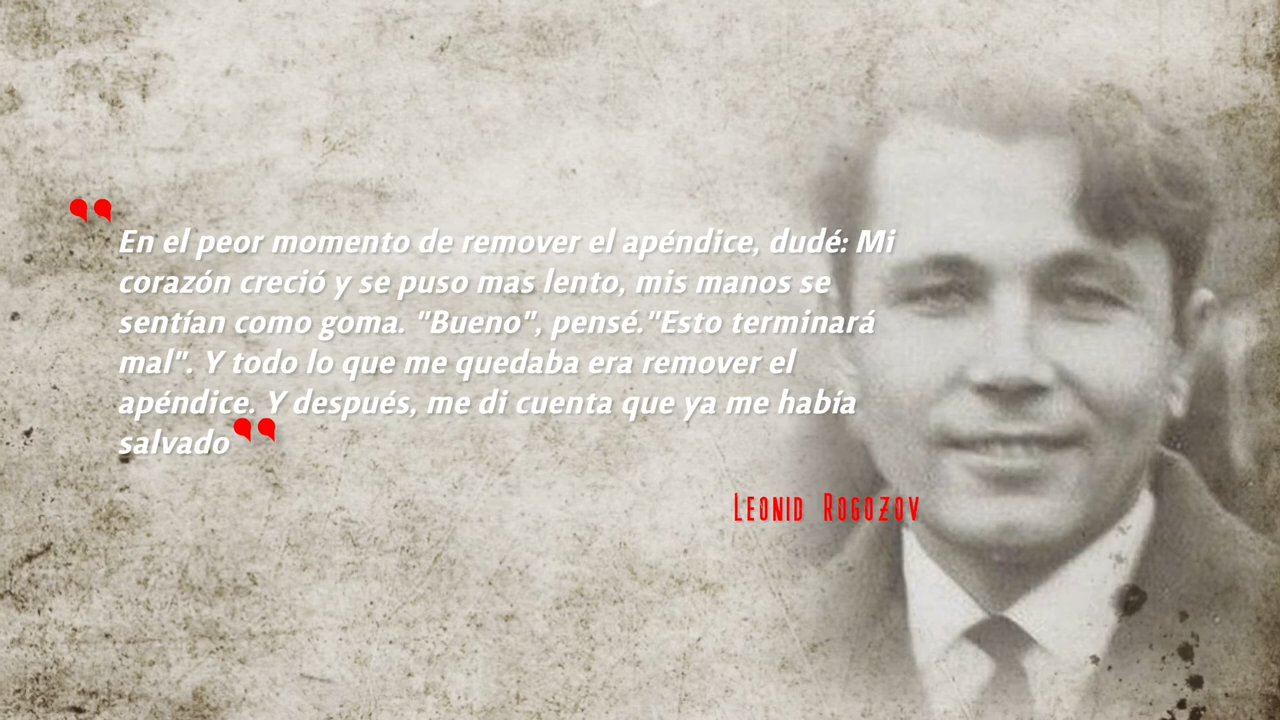 "En el peor momento de remover el apéndice, dudé: Mi
corazón creció y se puso mas lento, mis manos se
sentían como goma. "Bueno", pensé."Esto terminará
mal". Y todo lo que me quedaba era remover el
apéndice. Y después, me di cuenta que ya me había
salvado"
Leonid Rogozov